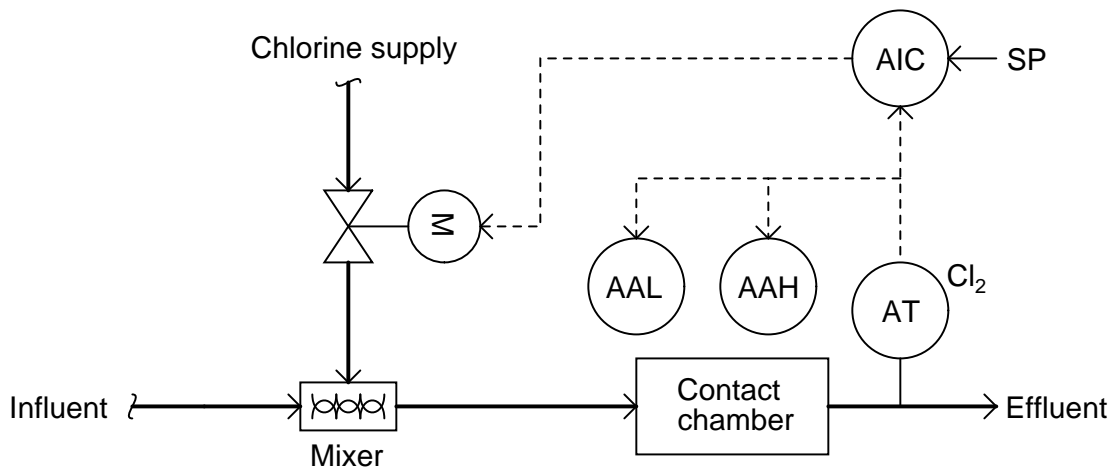 Chlorine supply
AIC
SP
M
AAL
AAH
AT
Cl₂
Influent
Mixer
Contact
chamber
Effluent